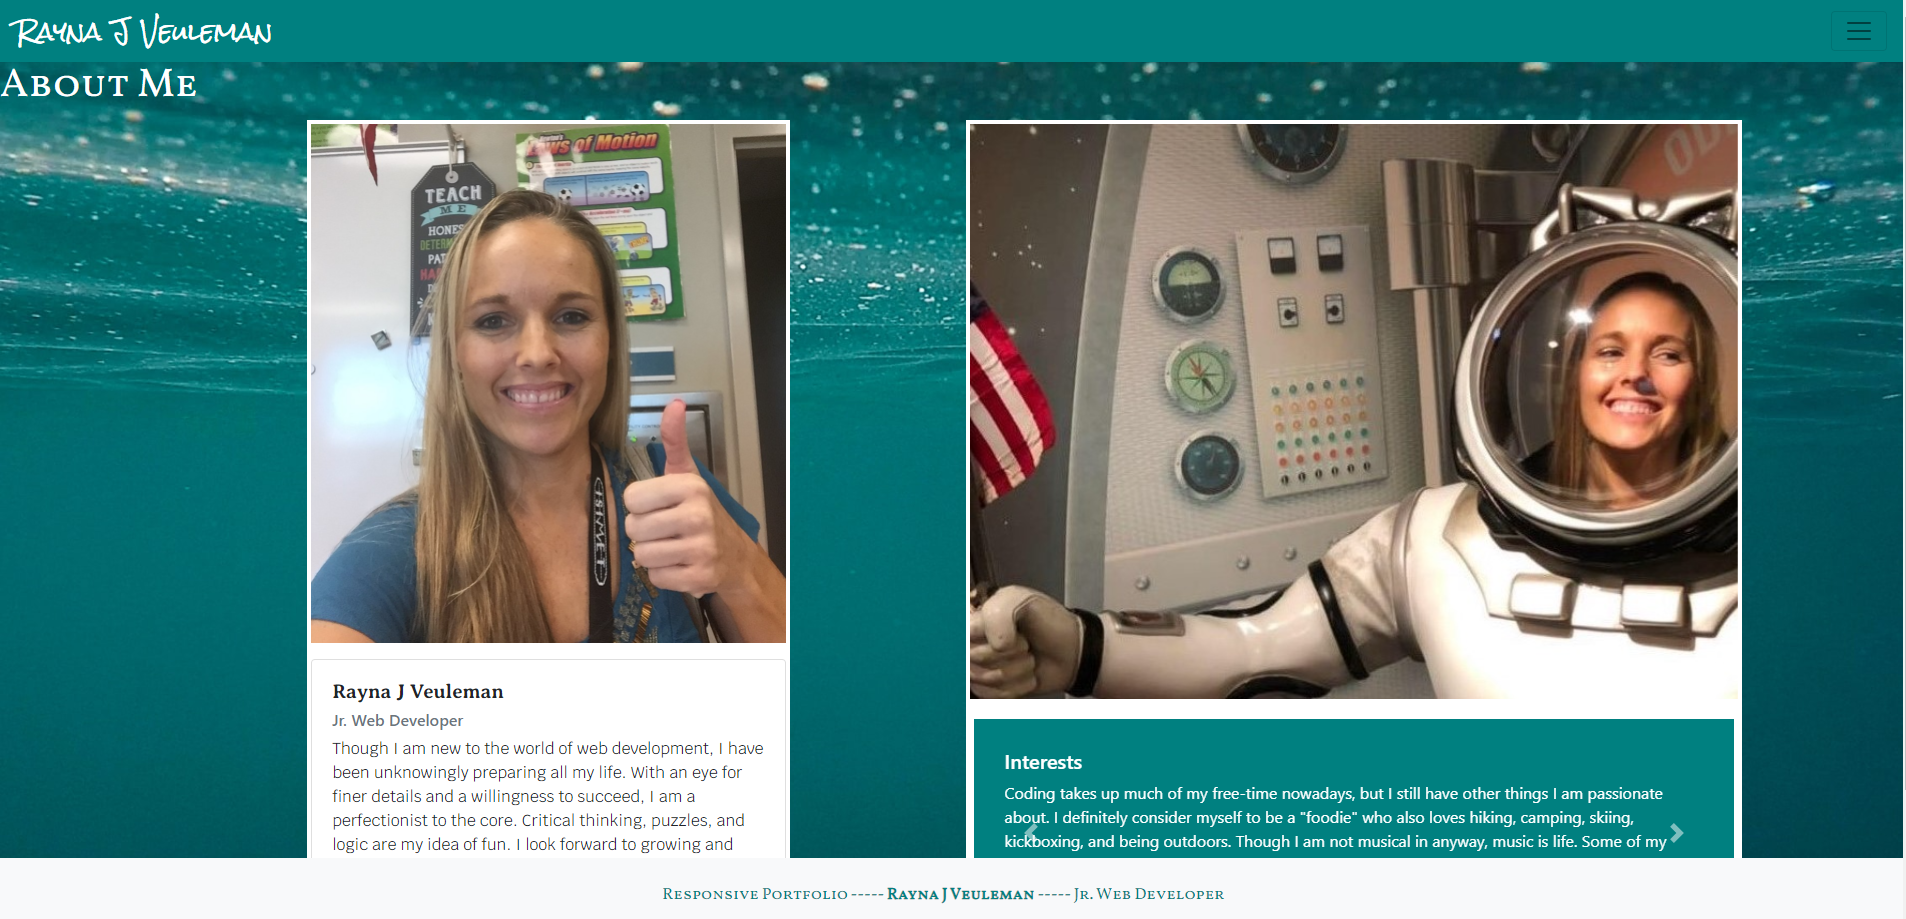 Rayna J Veuleman
About Me
Laws of Motion
TEACH
ME
ODY
Rayna J Veuleman
Jr. Web Developer
Though I am new to the world of web development, I have
been unknowingly preparing all my life. With an eye for
finer details and a willingness to succeed, I am a
perfectionist to the core. Critical thinking, puzzles, and
logic are my idea of fun. I look forward to growing and
Interests
Coding takes up much of my free-time nowadays, but I still have other things I am passionate
about. I definitely consider myself to be a "foodie" who also loves hiking, camping, skiing,
kickboxing, and being outdoors. Though I am not musical in anyway, music is life. Some of my
Responsive Portfolio ----- Rayna J Veuleman ----- Jr. Web Developer